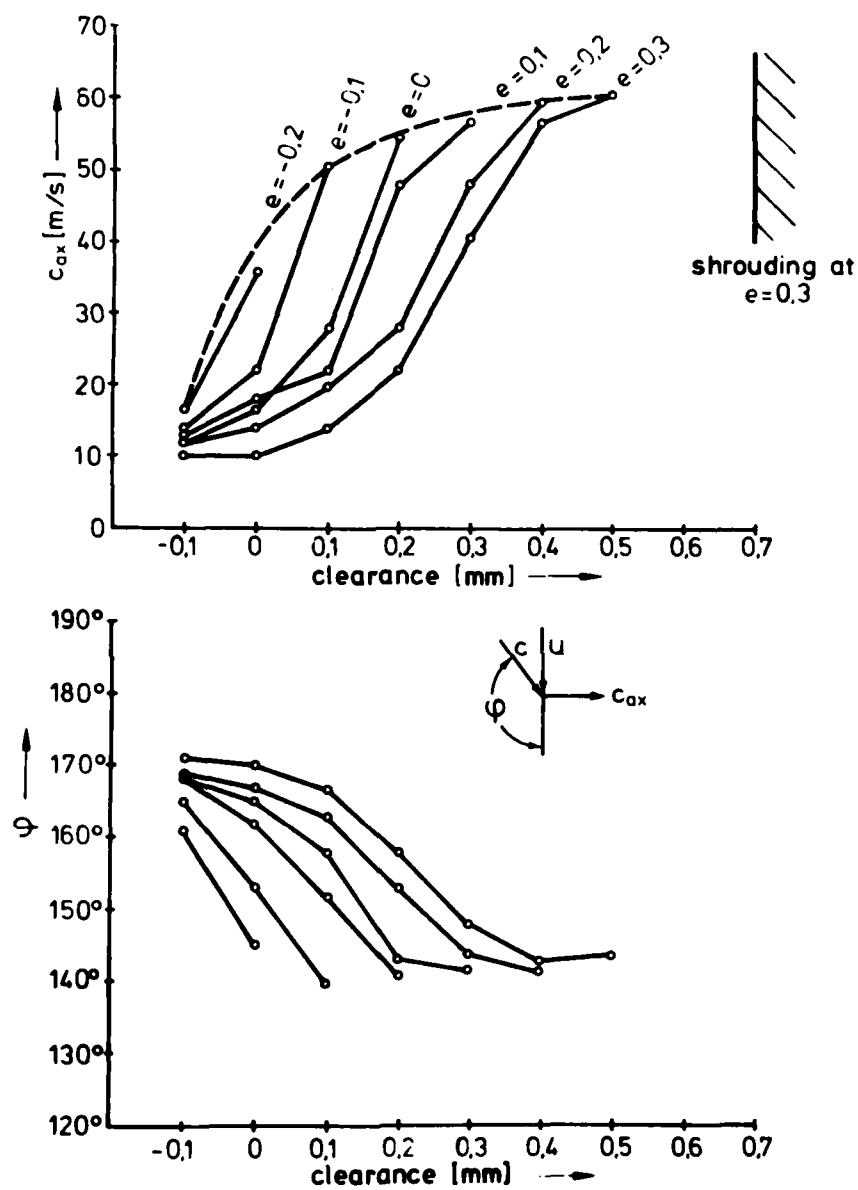 70
60
50
40
30
20
10
0
c_ax [m/s]
e=-0,2
e=-0,1
e=0
e=0,1
e=0,2
e=0,3
shrouding at
e=0,3
-0,1 0 0,1 0,2 0,3 0,4 0,5 0,6 0,7
clearance [mm]
190°
180°
170°
160°
150°
140°
130°
120°
φ
c u
c_ax
φ
-0,1 0 0,1 0,2 0,3 0,4 0,5 0,6 0,7
clearance [mm]